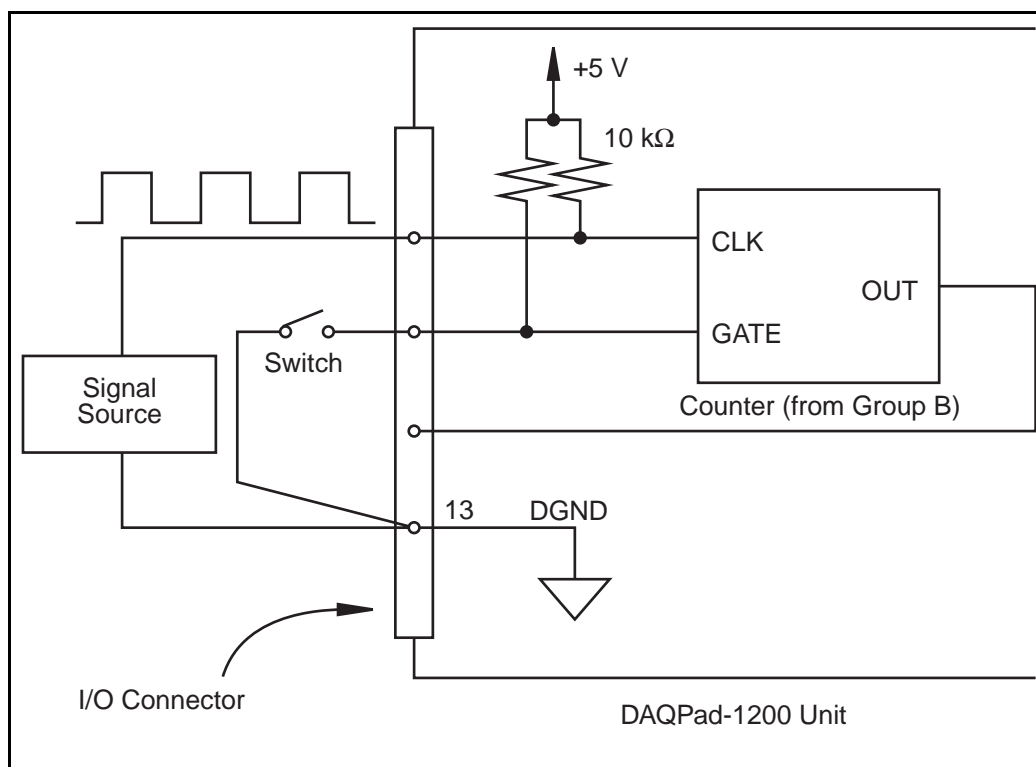 +5 V
10 kΩ
CLK
OUT
GATE
Switch
Signal
Source
Counter (from Group B)
13
DGND
I/O Connector
DAQPad-1200 Unit